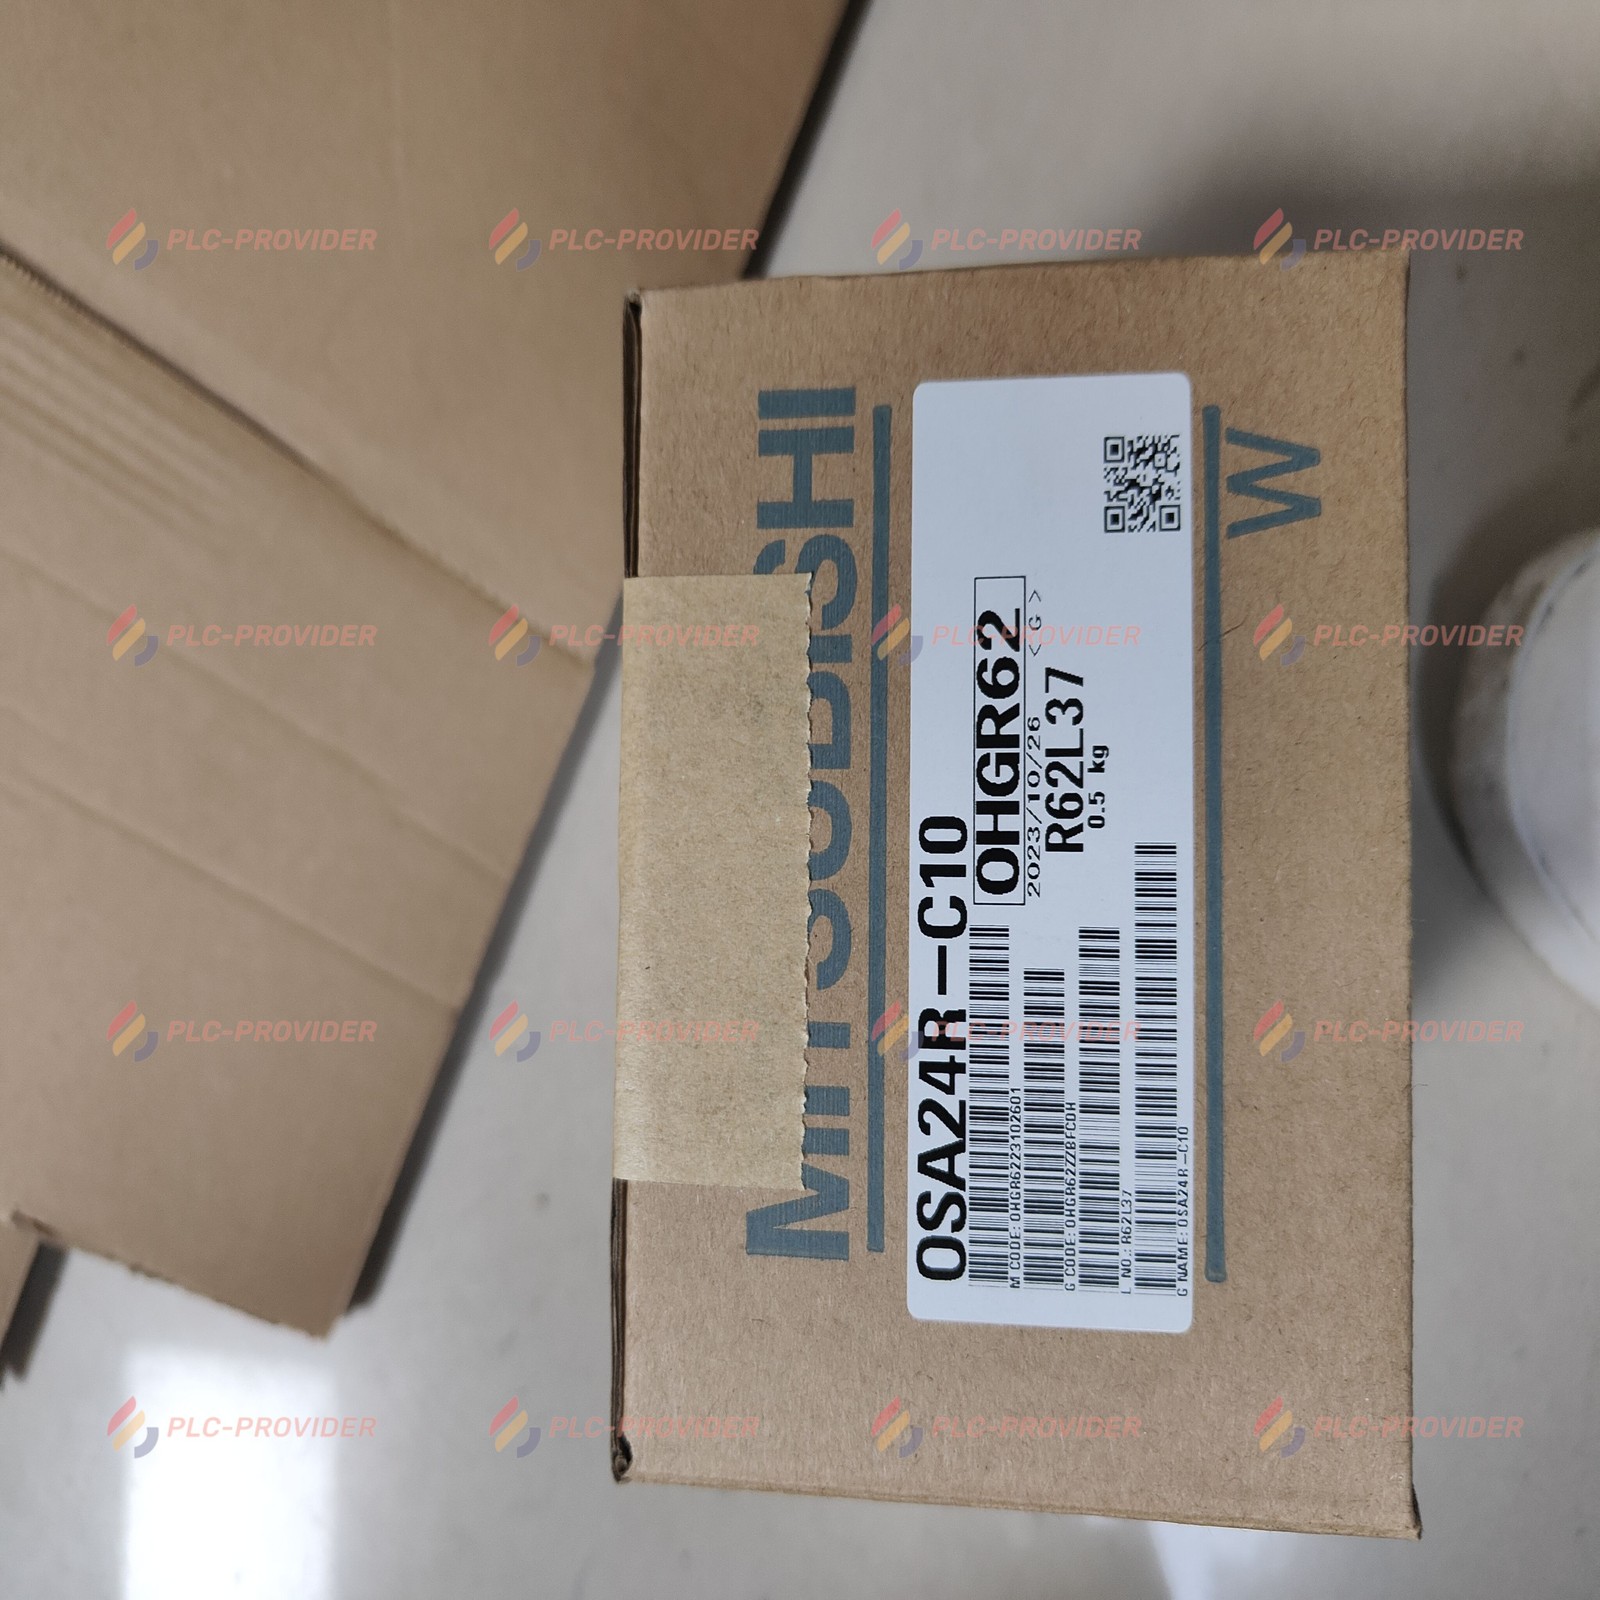 MITSUBISHI
OSA24R-C10
OHGR62
2023/10/26 <G>
R62L37
0.5 kg
M CODE:OHGR6223102601
G CODE:OHGR62ZZBFCDH
L NO.:R62L37
G NAME:OSA24R-C10
W
PLC-PROVIDER PLC-PROVIDER PLC-PROVIDER PLC-PROVIDER
PLC-PROVIDER PLC-PROVIDER PLC-PROVIDER PLC-PROVIDER
PLC-PROVIDER PLC-PROVIDER PLC-PROVIDER PLC-PROVIDER
PLC-PROVIDER PLC-PROVIDER PLC-PROVIDER PLC-PROVIDER